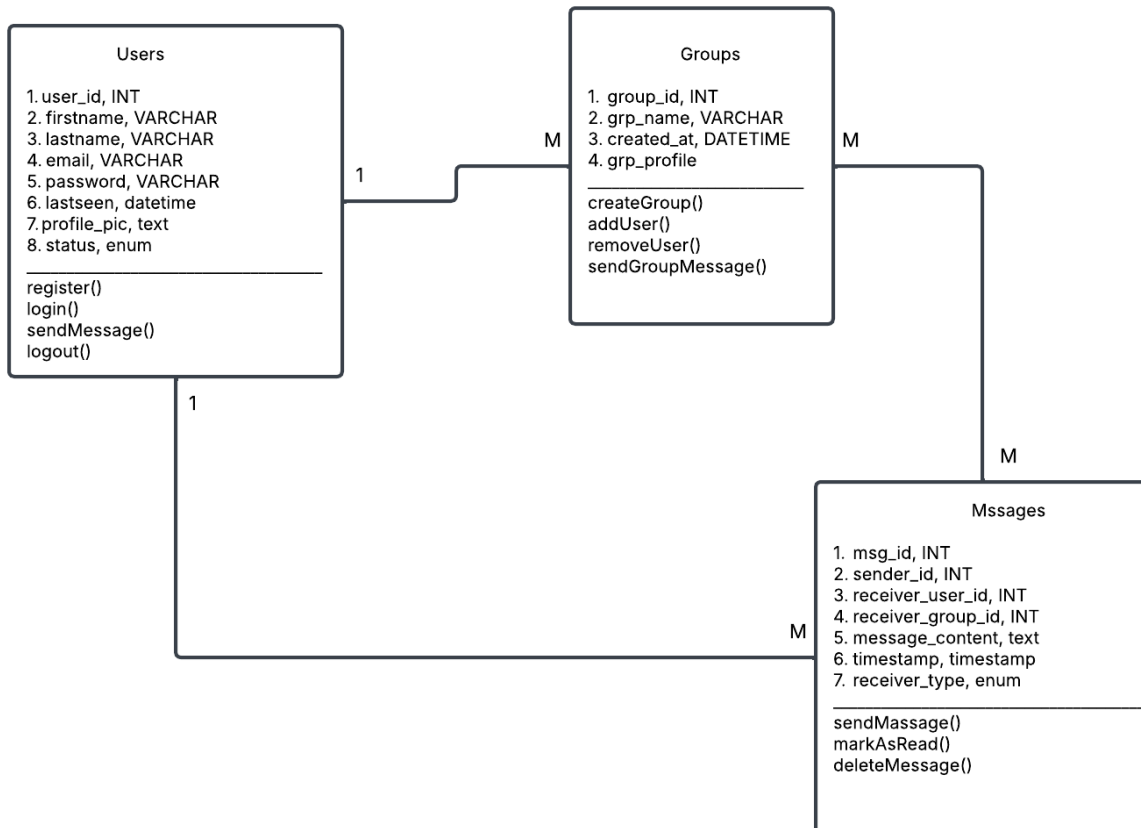 Users
1. user_id, INT
2. firstname, VARCHAR
3. lastname, VARCHAR
4. email, VARCHAR
5. password, VARCHAR
6. lastseen, datetime
7. profile_pic, text
8. status, enum
register()
login()
sendMessage()
logout()
1
M
Groups
1. group_id, INT
2. grp_name, VARCHAR
3. created_at, DATETIME
4. grp_profile
createGroup()
addUser()
removeUser()
sendGroupMessage()
M
1
M
M
Mssages
1. msg_id, INT
2. sender_id, INT
3. receiver_user_id, INT
4. receiver_group_id, INT
5. message_content, text
6. timestamp, timestamp
7. receiver_type, enum
sendMassage()
markAsRead()
deleteMessage()